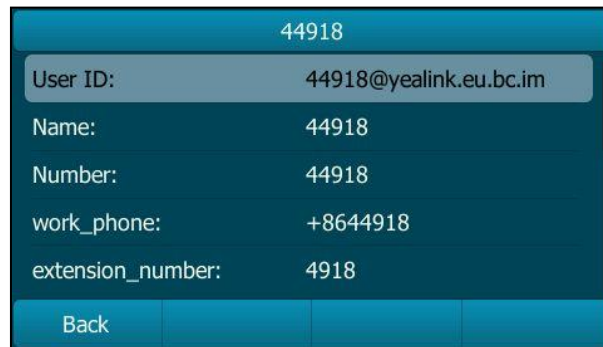 44918
User ID: 44918@yealink.eu.bc.im
Name: 44918
Number: 44918
work_phone: +8644918
extension_number: 4918
Back